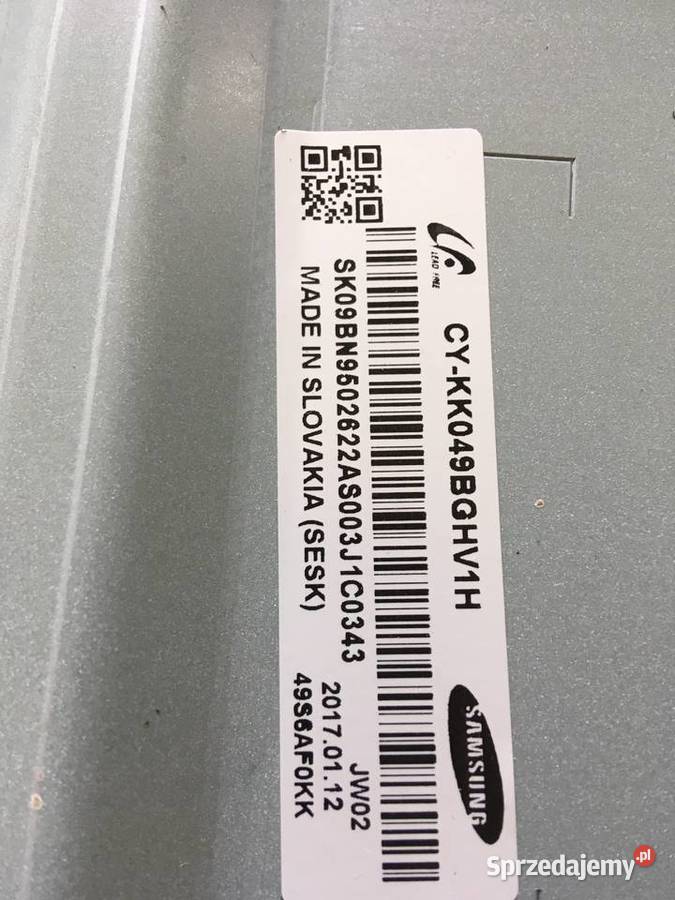 LEAD FREE
CY-KK049BGHV1H
SAMSUNG
SK09BN9502622AS003J1C0343
MADE IN SLOVAKIA (SESK)
JW02
2017.01.12
49S6AF0KK
Sprzedajemy.pl